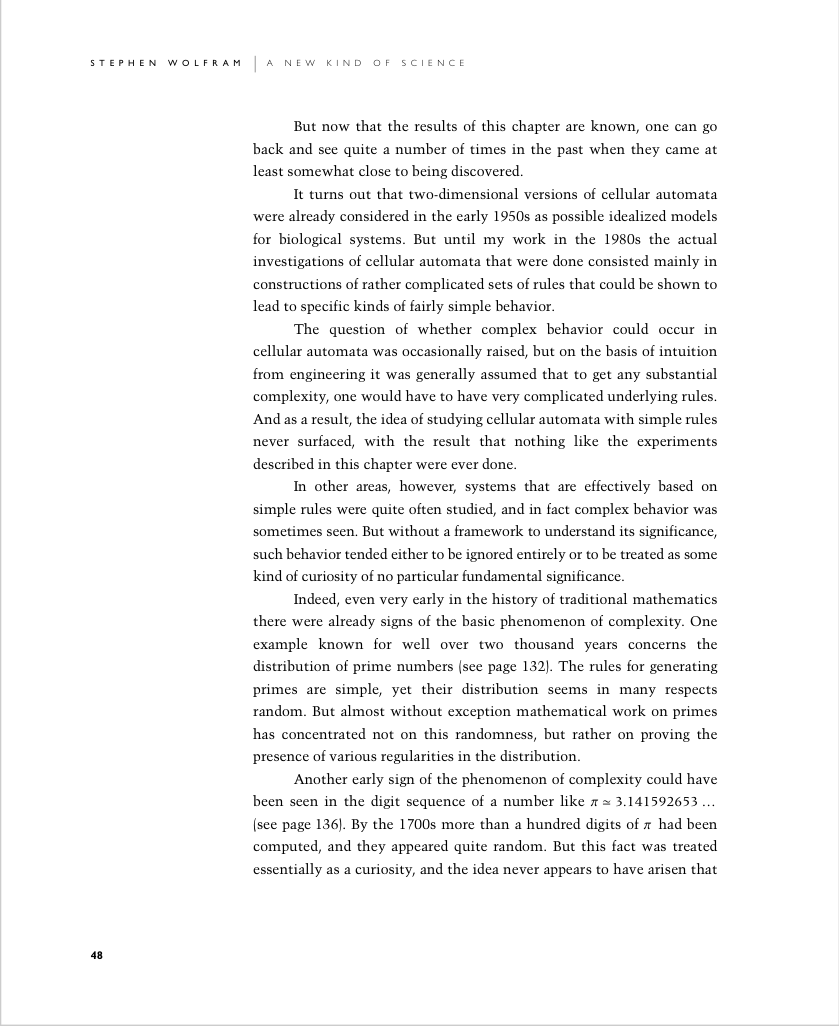 STEPHEN WOLFRAM | A NEW KIND OF SCIENCE
But now that the results of this chapter are known, one can go
back and see quite a number of times in the past when they came at
least somewhat close to being discovered.
It turns out that two-dimensional versions of cellular automata
were already considered in the early 1950s as possible idealized models
for biological systems. But until my work in the 1980s the actual
investigations of cellular automata that were done consisted mainly in
constructions of rather complicated sets of rules that could be shown to
lead to specific kinds of fairly simple behavior.
The question of whether complex behavior could occur in
cellular automata was occasionally raised, but on the basis of intuition
from engineering it was generally assumed that to get any substantial
complexity, one would have to have very complicated underlying rules.
And as a result, the idea of studying cellular automata with simple rules
never surfaced, with the result that nothing like the experiments
described in this chapter were ever done.
In other areas, however, systems that are effectively based on
simple rules were quite often studied, and in fact complex behavior was
sometimes seen. But without a framework to understand its significance,
such behavior tended either to be ignored entirely or to be treated as some
kind of curiosity of no particular fundamental significance.
Indeed, even very early in the history of traditional mathematics
there were already signs of the basic phenomenon of complexity. One
example known for well over two thousand years concerns the
distribution of prime numbers (see page 132). The rules for generating
primes are simple, yet their distribution seems in many respects
random. But almost without exception mathematical work on primes
has concentrated not on this randomness, but rather on proving the
presence of various regularities in the distribution.
Another early sign of the phenomenon of complexity could have
been seen in the digit sequence of a number like π ≃ 3.141592653 …
(see page 136). By the 1700s more than a hundred digits of π had been
computed, and they appeared quite random. But this fact was treated
essentially as a curiosity, and the idea never appears to have arisen that
48